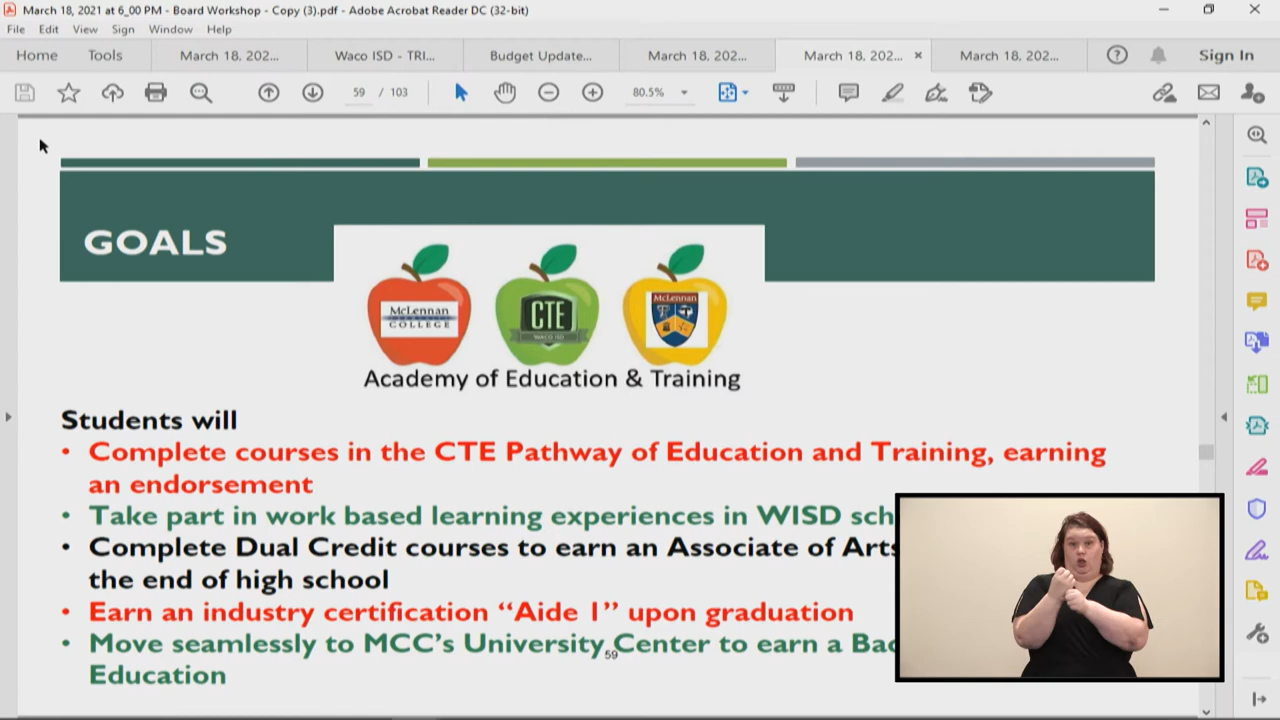 March 18, 2021 at 6_00 PM - Board Workshop - Copy (3).pdf - Adobe Acrobat Reader DC (32-bit)
File Edit View Sign Window Help
Home Tools March 18, 202... Waco ISD - TRI... Budget Update... March 18, 202... March 18, 202... × March 18, 202... Sign In
59 / 103 80.5%
GOALS
McLennan
COLLEGE
CTE
WACO ISD
McLennan
Academy of Education & Training
Students will
• Complete courses in the CTE Pathway of Education and Training, earning
an endorsement
• Take part in work based learning experiences in WISD sch
• Complete Dual Credit courses to earn an Associate of Arts
the end of high school
• Earn an industry certification “Aide 1” upon graduation
• Move seamlessly to MCC’s University Center to earn a Bac
Education
59